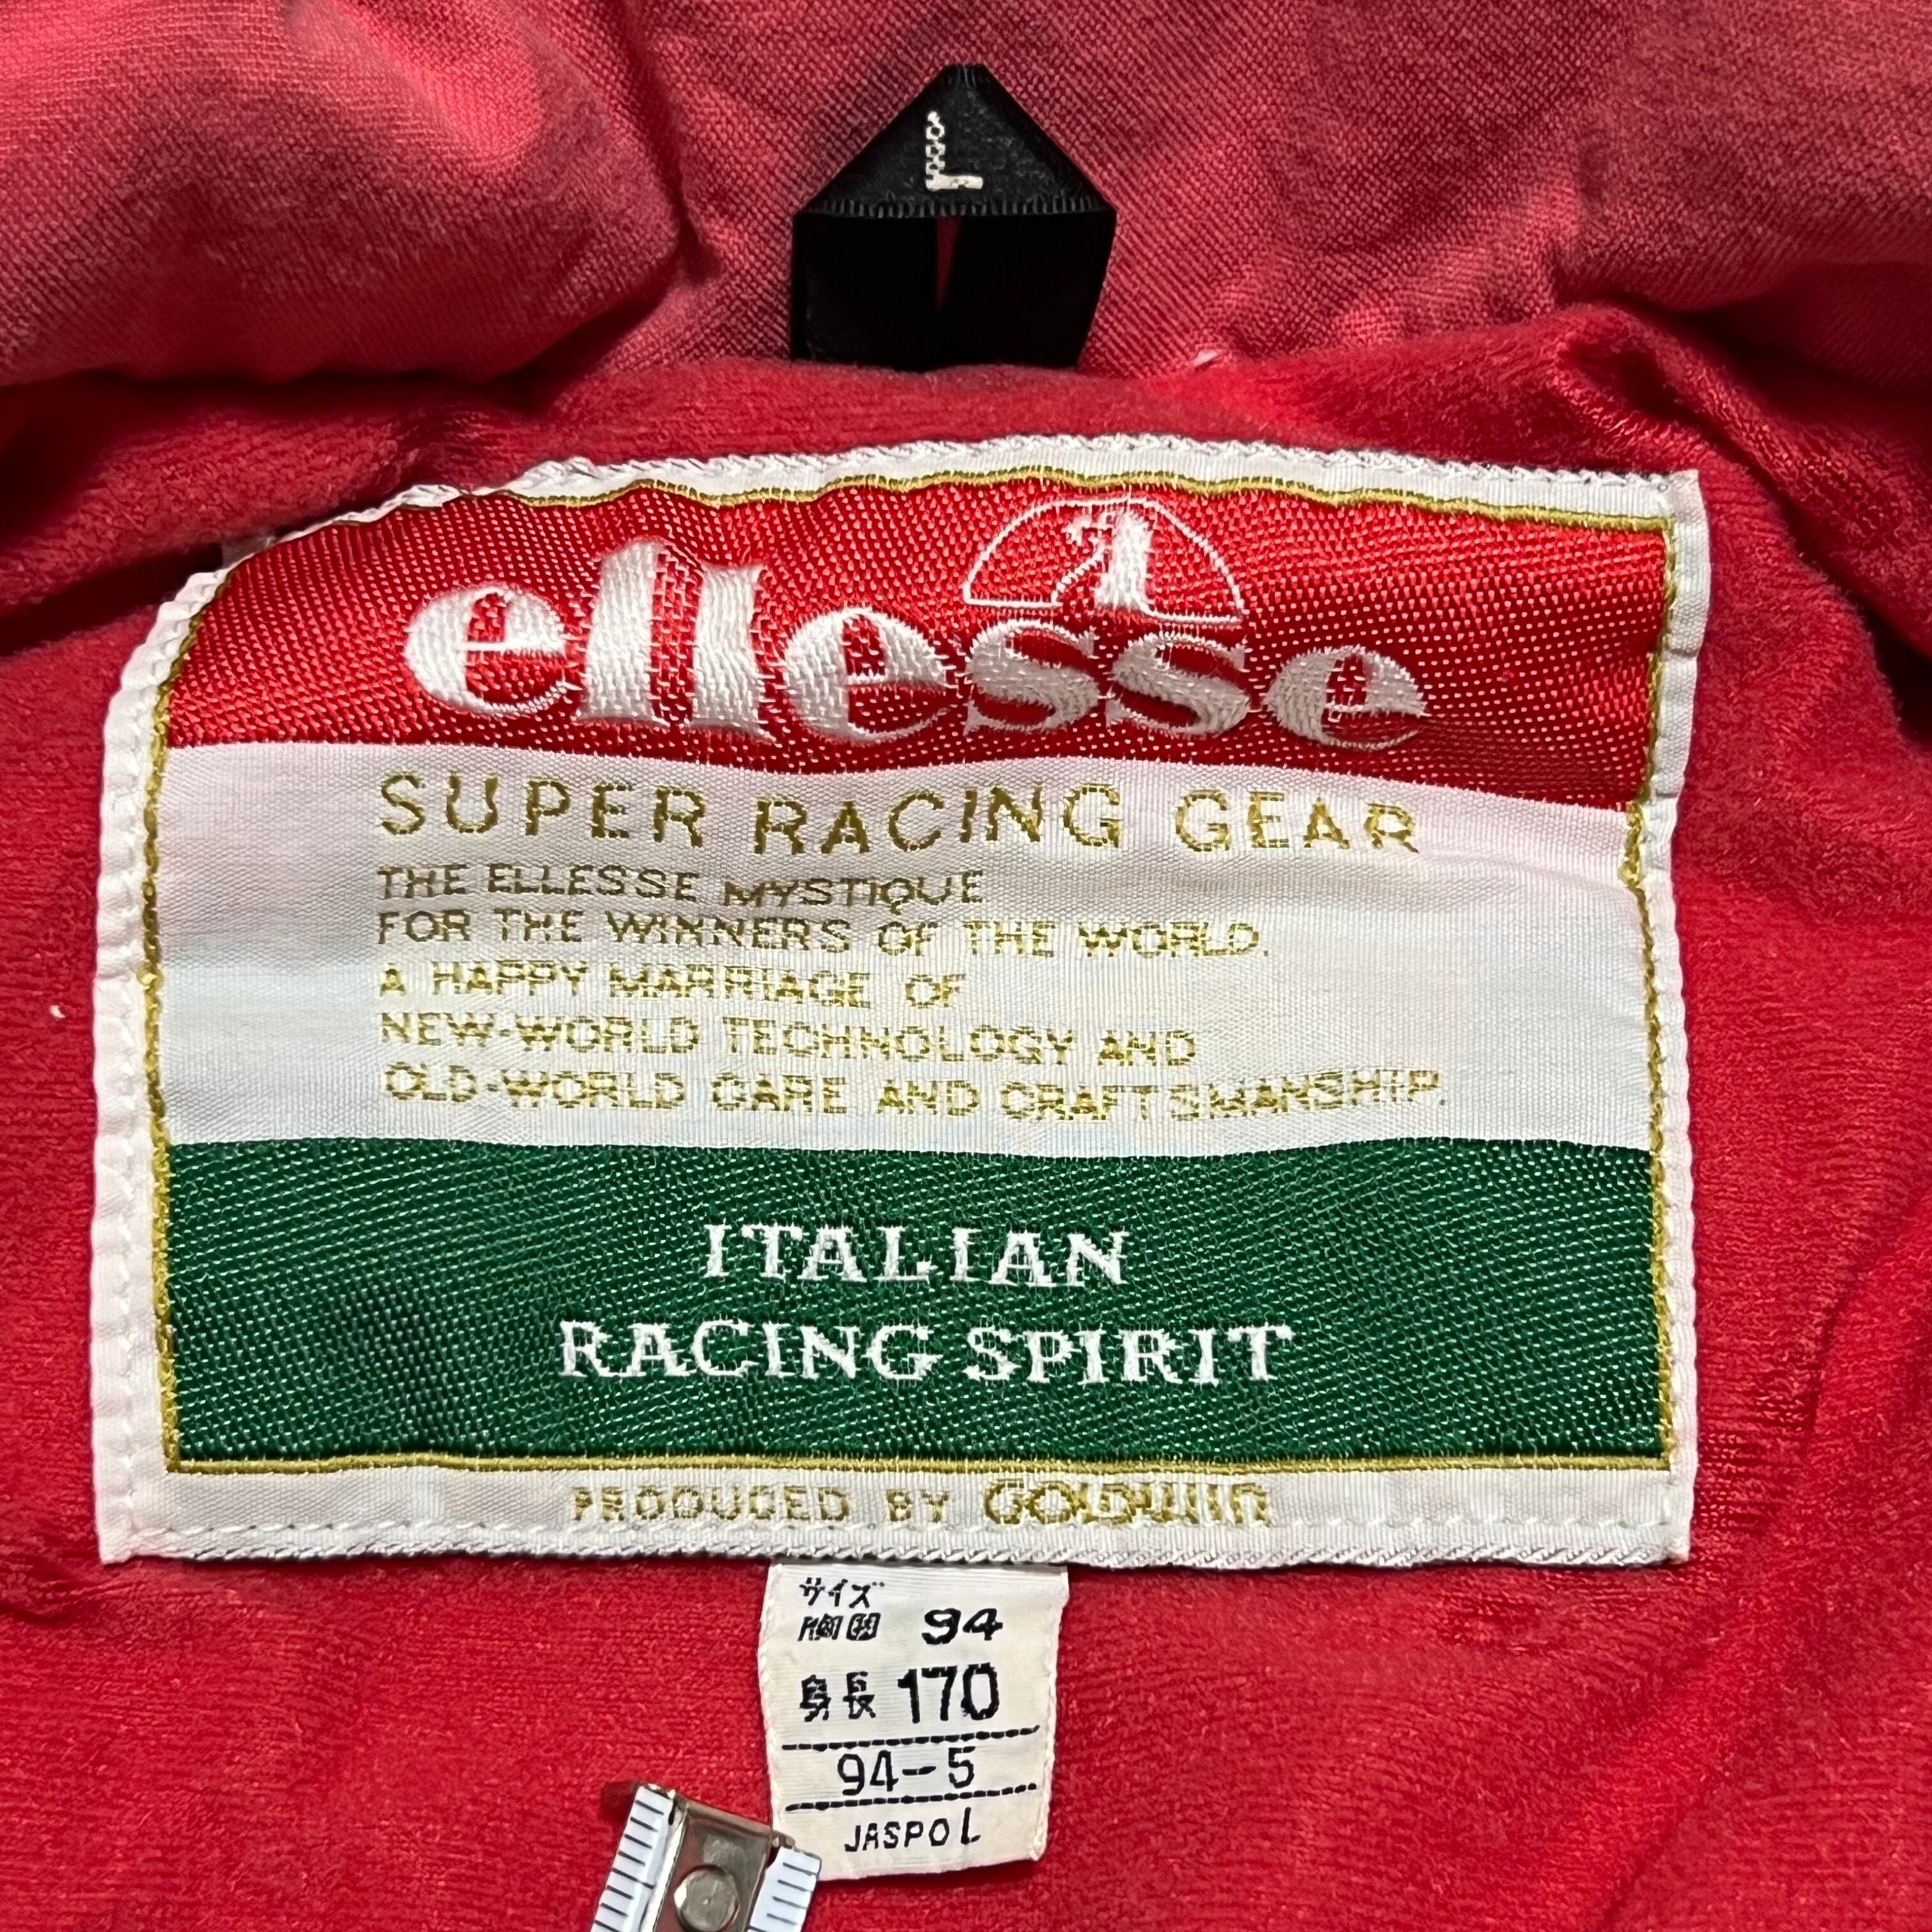 L
ellesse
SUPER RACING GEAR
THE ELLESSE MYSTIQUE
FOR THE WINNERS OF THE WORLD.
A HAPPY MARRIAGE OF
NEW-WORLD TECHNOLOGY AND
OLD-WORLD CARE AND CRAFTSMANSHIP.
ITALIAN
RACING SPIRIT
PRODUCED BY GOLDWIN
サイズ
胸囲 94
身長 170
94-5
JASPO L